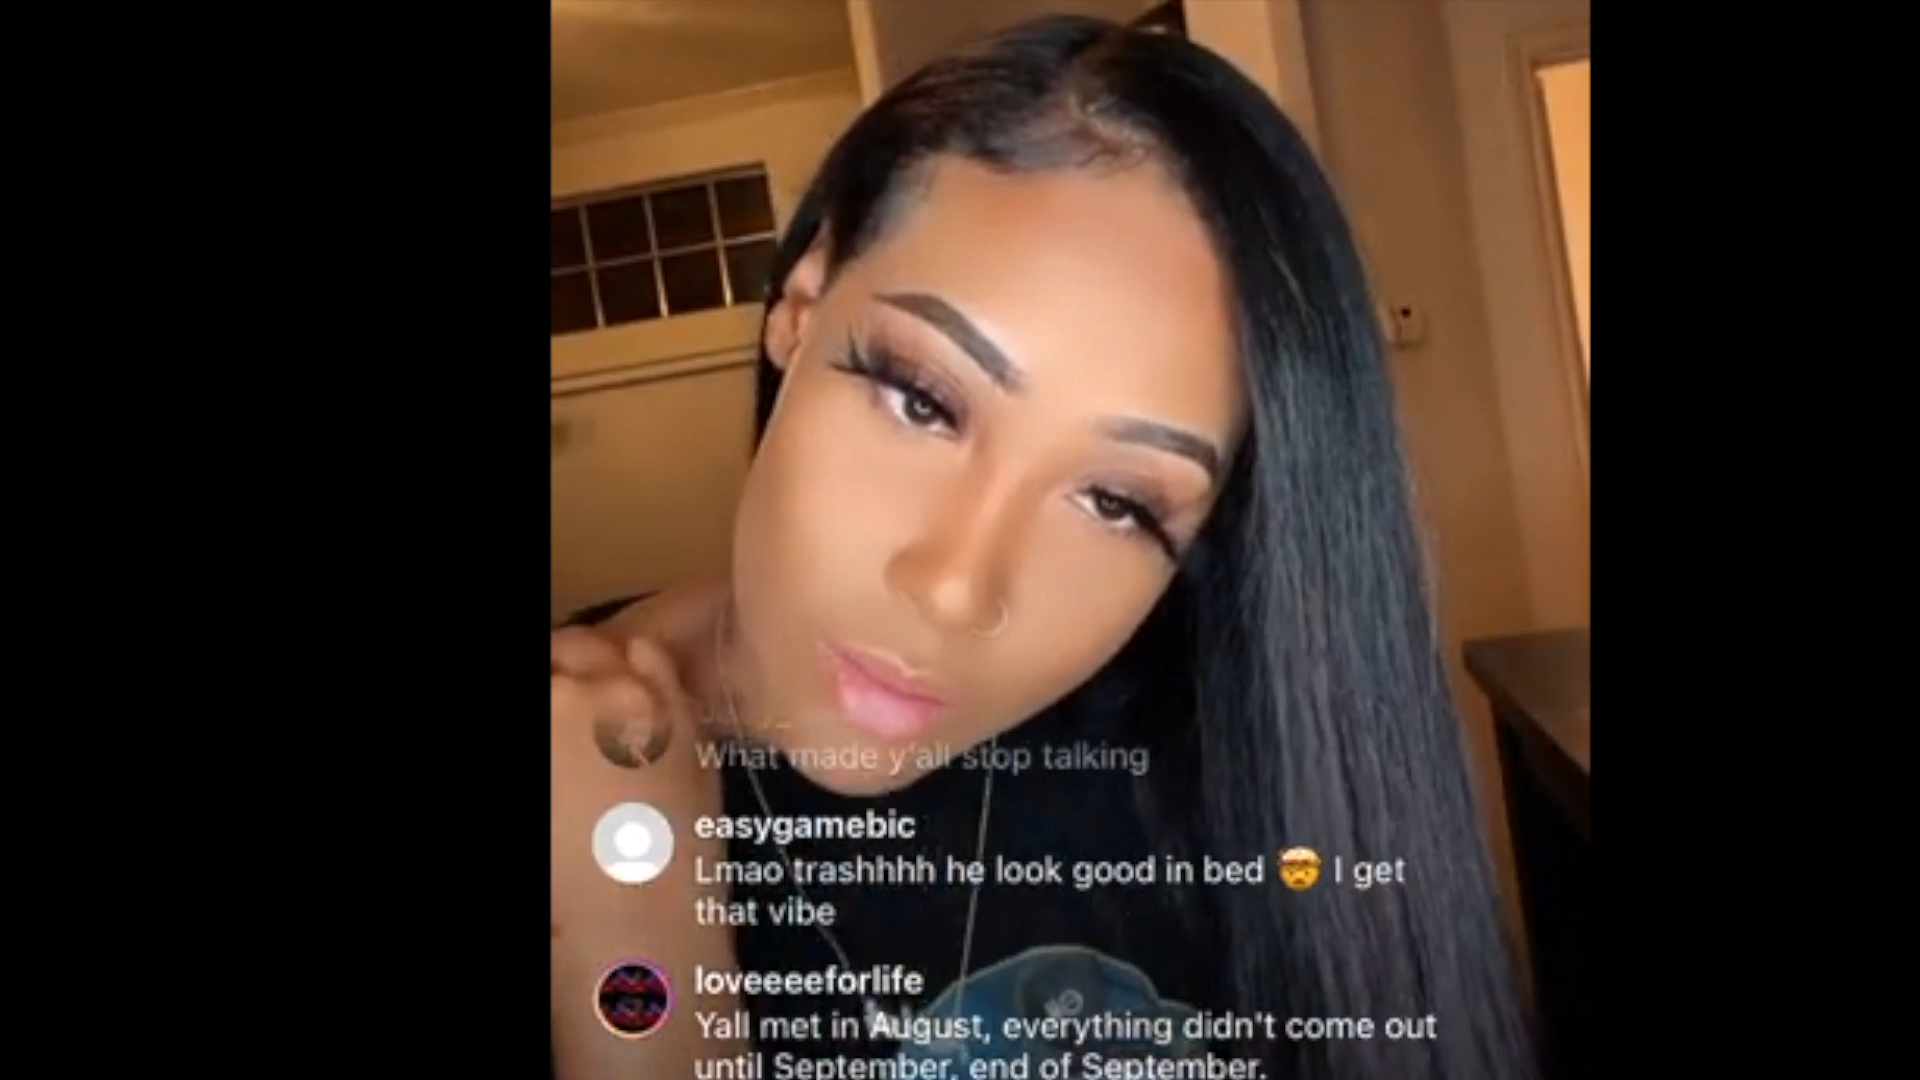 What made y'all stop talking
easygamebic
Lmao trashhhh he look good in bed 🤯 I get
that vibe
loveeeeforlife
Yall met in August, everything didn't come out
until September, end of September.